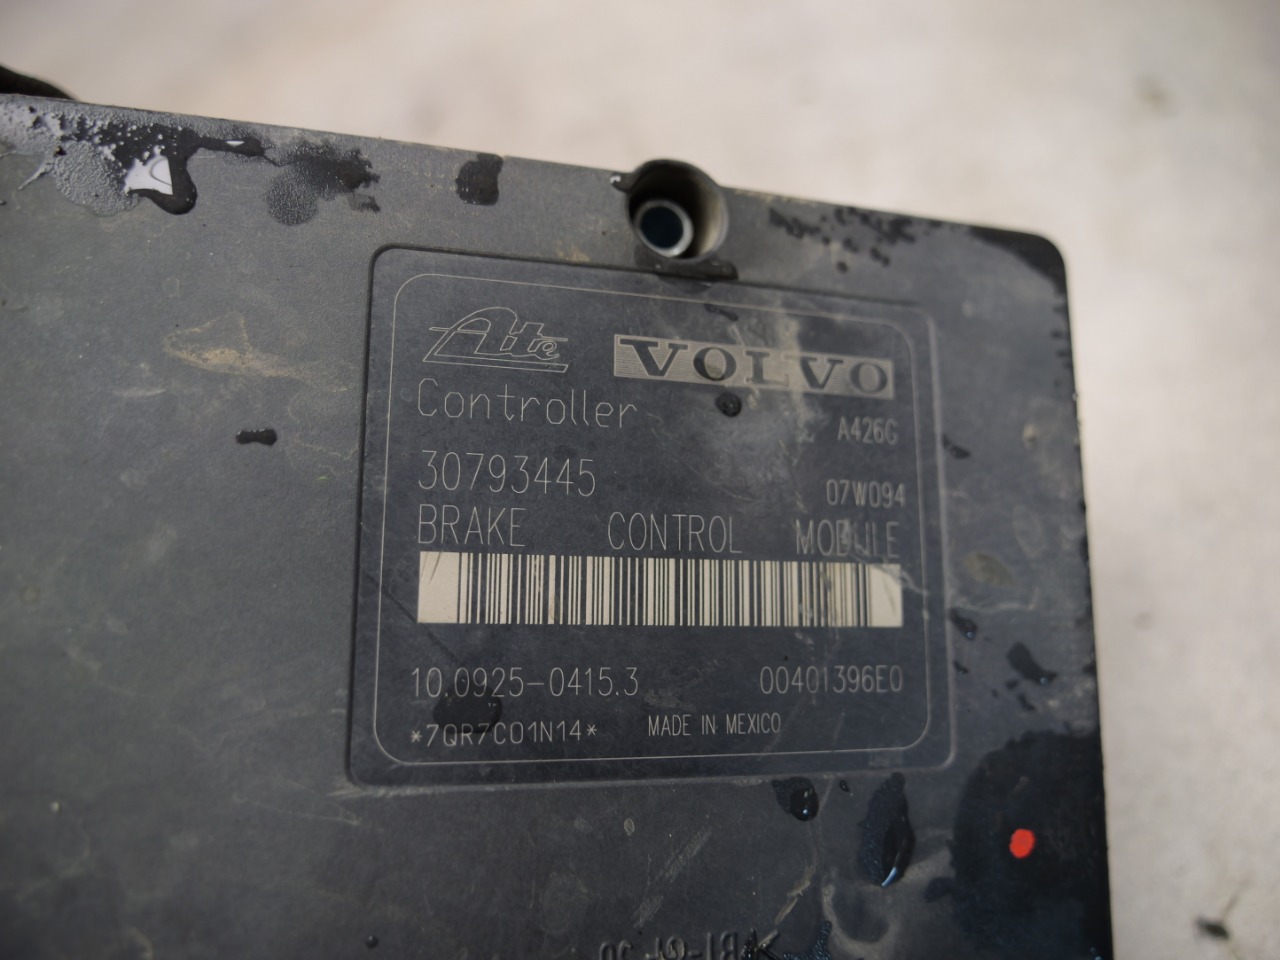 Ate VOLVO
Controller A426G
30793445 07W094
BRAKE CONTROL MODULE
10.0925-0415.3 00401396E0
*7QR7C01N14* MADE IN MEXICO